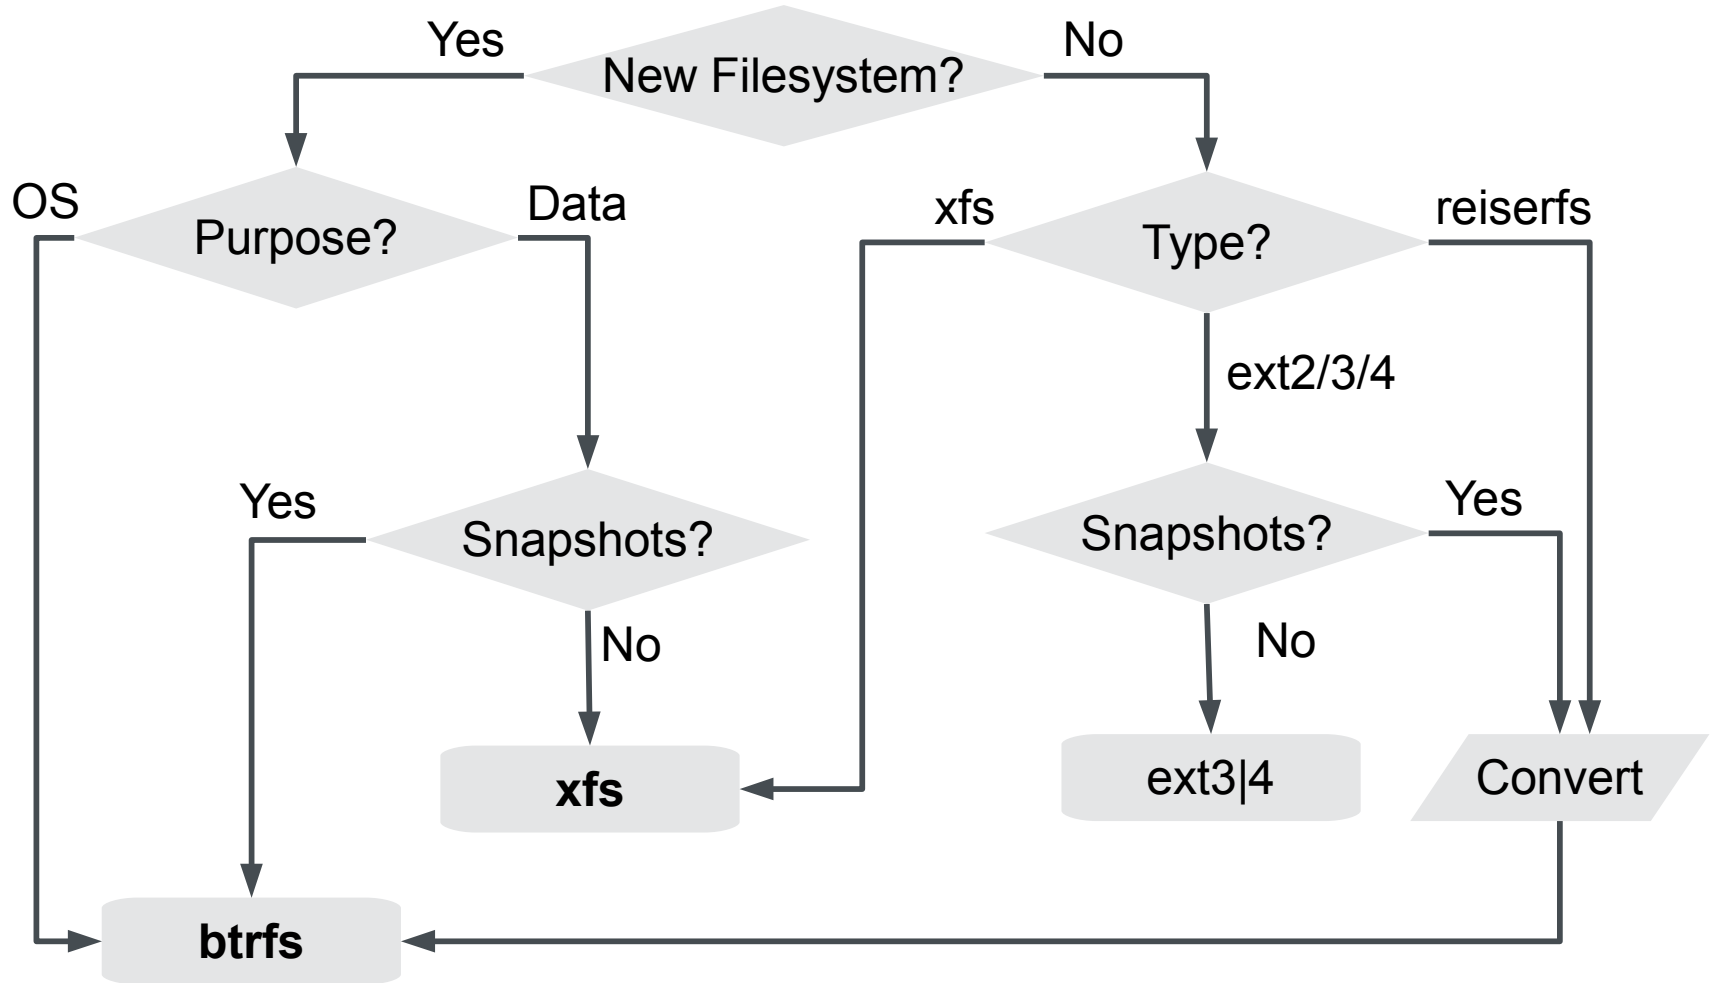 Yes
No
New Filesystem?
OS
Data
Purpose?
xfs
reiserfs
Type?
ext2/3/4
Yes
Snapshots?
Yes
Snapshots?
No
No
xfs
ext3|4
Convert
btrfs